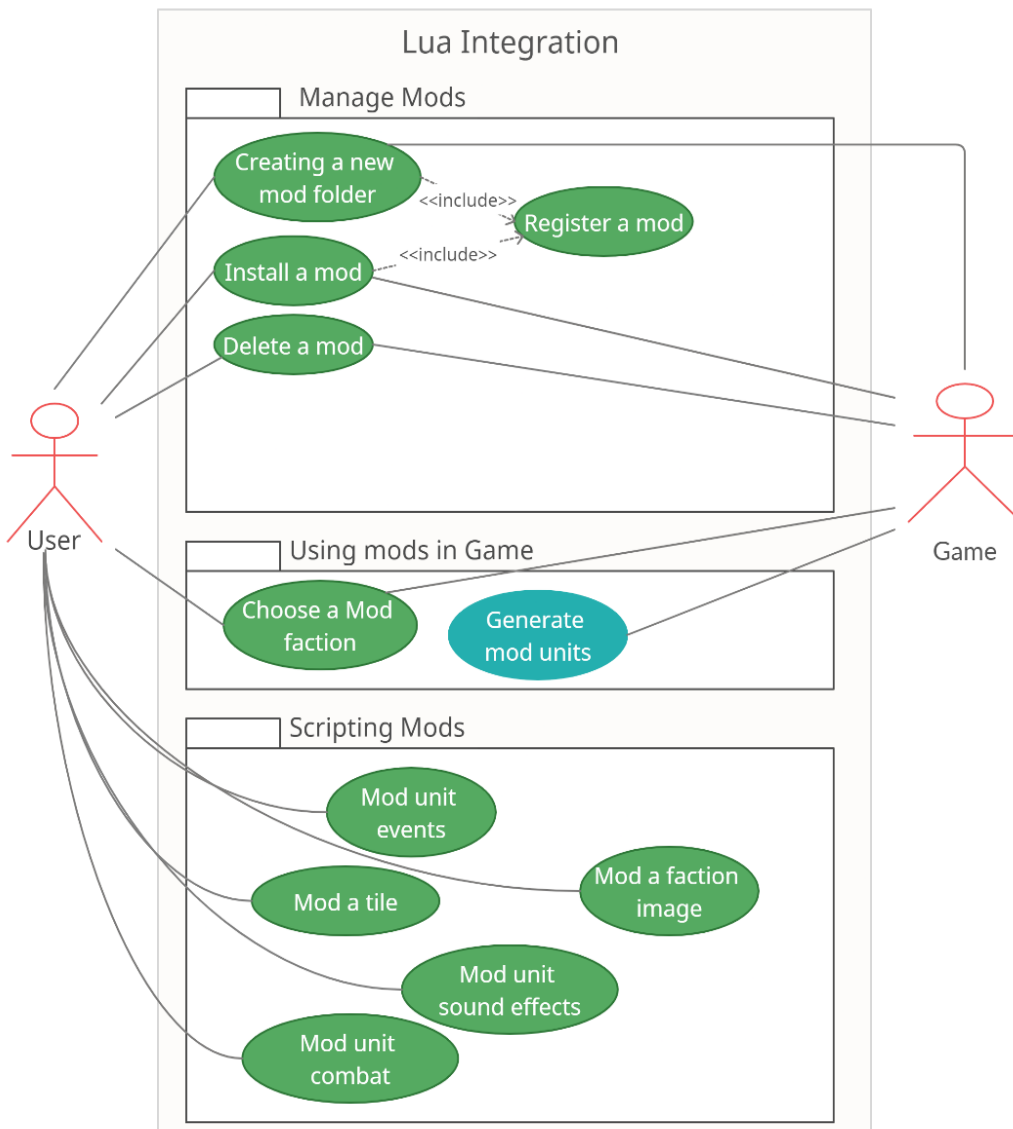 Lua Integration
Manage Mods
Creating a new
mod folder
<<include>>
Register a mod
<<include>>
Install a mod
Delete a mod
User
Game
Using mods in Game
Choose a Mod
faction
Generate
mod units
Scripting Mods
Mod unit
events
Mod a faction
image
Mod a tile
Mod unit
sound effects
Mod unit
combat